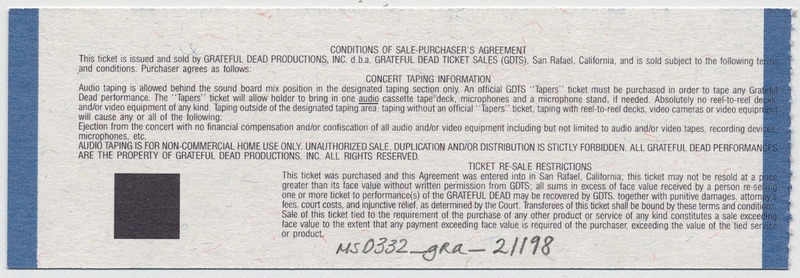 CONDITIONS OF SALE-PURCHASER'S AGREEMENT
This ticket is issued and sold by GRATEFUL DEAD PRODUCTIONS, INC. d.b.a. GRATEFUL DEAD TICKET SALES (GDTS), San Rafael, California, and is sold subject to the following terms
and conditions. Purchaser agrees as follows:
CONCERT TAPING INFORMATION
Audio taping is allowed behind the sound board mix position in the designated taping section only. An official GDTS "Tapers" ticket must be purchased in order to tape any Grateful
Dead performance. The "Tapers" ticket will allow holder to bring in one audio cassette tape deck, microphones and a microphone stand, if needed. Absolutely no reel-to-reel decks
and/or video equipment of any kind. Taping outside of the designated taping area, taping without an official "Tapers" ticket, taping with reel-to-reel decks, video cameras or video equipment
will cause any or all of the following:
Ejection from the concert with no financial compensation and/or confiscation of all audio and/or video equipment including but not limited to audio and/or video tapes, recording devices,
microphones, etc.
AUDIO TAPING IS FOR NON-COMMERCIAL HOME USE ONLY. UNAUTHORIZED SALE, DUPLICATION AND/OR DISTRIBUTION IS STICTLY FORBIDDEN. ALL GRATEFUL DEAD PERFORMANCES
ARE THE PROPERTY OF GRATEFUL DEAD PRODUCTIONS, INC. ALL RIGHTS RESERVED.
TICKET RE-SALE RESTRICTIONS
This ticket was purchased and this Agreement was entered into in San Rafael, California; this ticket may not be resold at a price
greater than its face value without written permission from GDTS; all sums in excess of face value received by a person re-selling
one or more ticket to performance(s) of the GRATEFUL DEAD may be recovered by GDTS, together with punitive damages, attorney's
fees, court costs, and injunctive relief, as determined by the Court. Transferees of this ticket shall be bound by these terms and conditions.
Sale of this ticket tied to the requirement of the purchase of any other product or service of any kind constitutes a sale exceeding
face value to the extent that any payment exceeding face value is required of the purchaser, exceeding the value of the tied service
or product.
MS0332_gra_21198